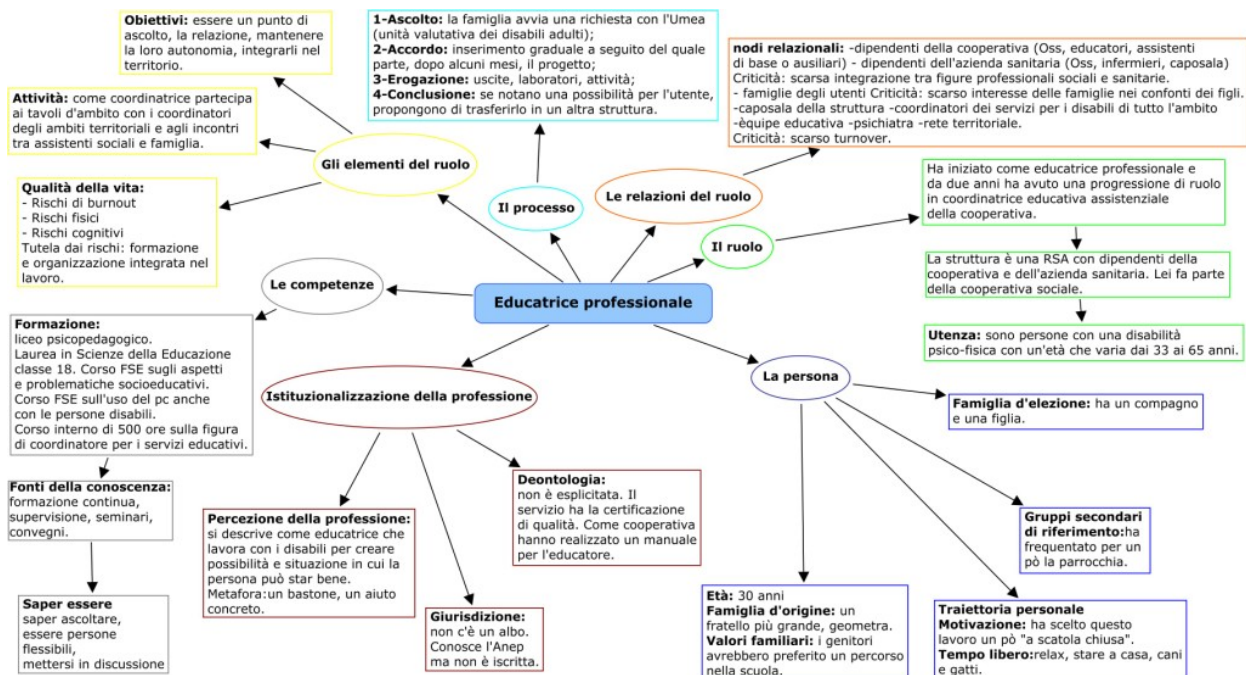 Obiettivi: essere un punto di
ascolto, la relazione, mantenere
la loro autonomia, integrarli nel
territorio.
Attività: come coordinatrice partecipa
ai tavoli d'ambito con i coordinatori
degli ambiti territoriali e agli incontri
tra assistenti sociali e famiglia.
Qualità della vita:
- Rischi di burnout
- Rischi fisici
- Rischi cognitivi
Tutela dai rischi: formazione
e organizzazione integrata nel
lavoro.
Gli elementi del ruolo
1-Ascolto: la famiglia avvia una richiesta con l'Umea
(unità valutativa dei disabili adulti);
2-Accordo: inserimento graduale a seguito del quale
parte, dopo alcuni mesi, il progetto;
3-Erogazione: uscite, laboratori, attività;
4-Conclusione: se notano una possibilità per l'utente,
propongono di trasferirlo in un altra struttura.
Il processo
nodi relazionali: -dipendenti della cooperativa (Oss, educatori, assistenti
di base o ausiliari) - dipendenti dell'azienda sanitaria (Oss, infermieri, caposala)
Criticità: scarsa integrazione tra figure professionali sociali e sanitarie.
- famiglie degli utenti Criticità: scarso interesse delle famiglie nei confonti dei figli.
-caposala della struttura -coordinatori dei servizi per i disabili di tutto l'ambito
-èquipe educativa -psichiatra -rete territoriale.
Criticità: scarso turnover.
Le relazioni del ruolo
Il ruolo
Ha iniziato come educatrice professionale e
da due anni ha avuto una progressione di ruolo
in coordinatrice educativa assistenziale
della cooperativa.
La struttura è una RSA con dipendenti della
cooperativa e dell'azienda sanitaria. Lei fa parte
della cooperativa sociale.
Utenza: sono persone con una disabilità
psico-fisica con un'età che varia dai 33 ai 65 anni.
Educatrice professionale
Le competenze
Formazione:
liceo psicopedagogico.
Laurea in Scienze della Educazione
classe 18. Corso FSE sugli aspetti
e problematiche socioeducativi.
Corso FSE sull'uso del pc anche
con le persone disabili.
Corso interno di 500 ore sulla figura
di coordinatore per i servizi educativi.
Fonti della conoscenza:
formazione continua,
supervisione, seminari,
convegni.
Saper essere
saper ascoltare,
essere persone
flessibili,
mettersi in discussione
Istituzionalizzazione della professione
Percezione della professione:
si descrive come educatrice che
lavora con i disabili per creare
possibilità e situazione in cui la
persona può star bene.
Metafora:un bastone, un aiuto
concreto.
Deontologia:
non è esplicitata. Il
servizio ha la certificazione
di qualità. Come cooperativa
hanno realizzato un manuale
per l'educatore.
Giurisdizione:
non c'è un albo.
Conosce l'Anep
ma non è iscritta.
La persona
Famiglia d'elezione: ha un compagno
e una figlia.
Gruppi secondari
di riferimento:ha
frequentato per un
pò la parrocchia.
Età: 30 anni
Famiglia d'origine: un
fratello più grande, geometra.
Valori familiari: i genitori
avrebbero preferito un percorso
nella scuola.
Traiettoria personale
Motivazione: ha scelto questo
lavoro un pò "a scatola chiusa".
Tempo libero:relax, stare a casa, cani
e gatti.